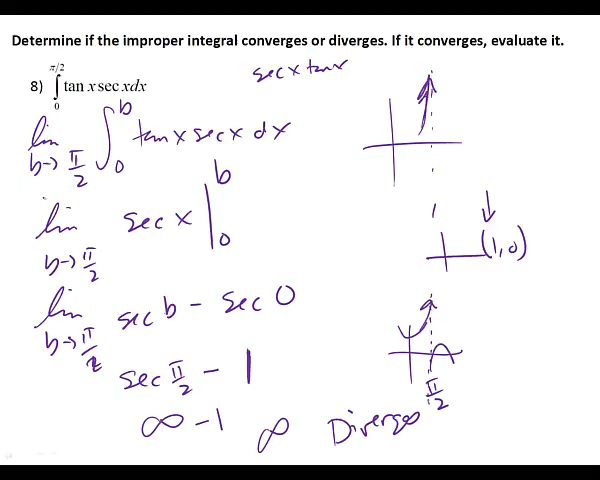 Determine if the improper integral converges or diverges. If it converges, evaluate it.
8) ∫₀^{π/2} tan x sec x dx
sec x tan x
lim b→π/2 ∫₀^b tan x sec x dx
lim b→π/2 sec x |₀^b
(1,0)
lim b→π/2 sec b - sec 0
sec π/2 - 1
π/2
∞ - 1 ∞ Diverges